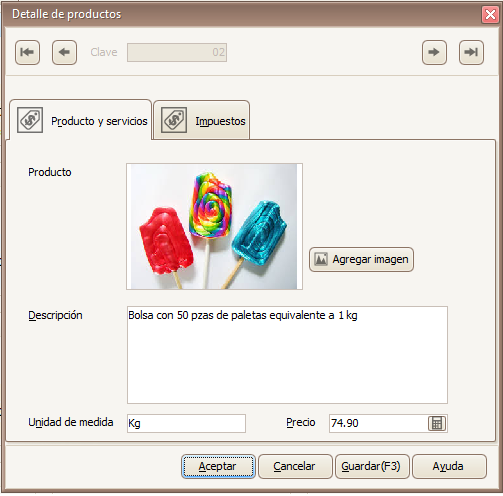 Detalle de productos
Clave 02
Producto y servicios Impuestos
Producto
Agregar imagen
Descripción Bolsa con 50 pzas de paletas equivalente a 1 kg
Unidad de medida Kg Precio 74.90
Aceptar Cancelar Guardar(F3) Ayuda